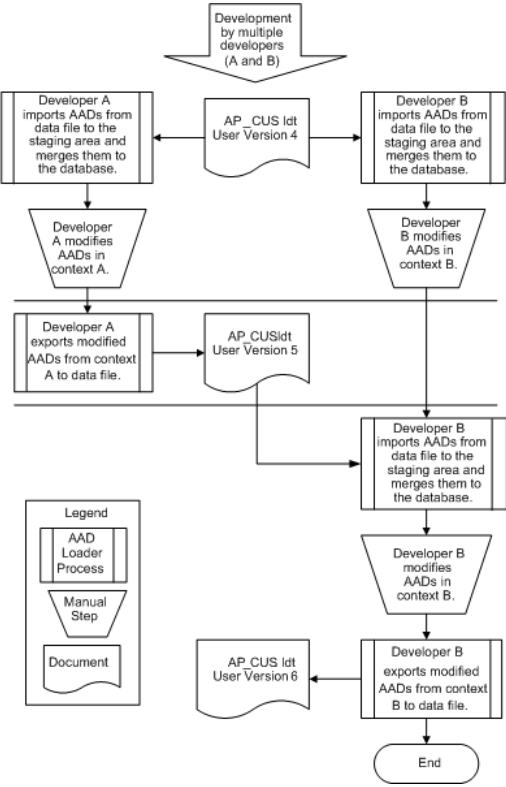 Development
by multiple
developers
(A and B)
Developer A
imports AADs from
data file to the
staging area and
merges them to
the database.
AP_CUS ldt
User Version 4
Developer B
imports AADs from
data file to the
staging area and
merges them to
the database.
Developer
A modifies
AADs in
context A.
Developer
B modifies
AADs in
context B.
Developer A
exports modified
AADs from context
A to data file.
AP_CUSldt
User Version 5
Developer B
imports AADs from
data file to the
staging area and
merges them to
the database.
Legend
AAD
Loader
Process
Manual
Step
Document
Developer B
modifies
AADs in
context B.
AP_CUS ldt
User Version 6
Developer B
exports modified
AADs from context
B to data file.
End